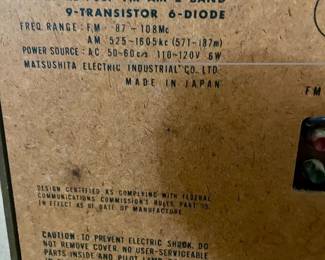 9-TRANSISTOR 6-DIODE
FREQ RANGE: F.M 87 - 108Mc
AM 525-1605kc (571-187m)
POWER SOURCE: AC 50-60c/s 110-120V 6W
MATSUSHITA ELECTRIC INDUSTRIAL CO., LTD.
MADE IN JAPAN
FM
DESIGN CERTIFIED AS COMPLYING WITH FEDERAL
COMMUNICATIONS COMMISSION'S RULES, PART 15,
IN EFFECT AS OF DATE OF MANUFACTURE.
CAUTION: TO PREVENT ELECTRIC SHOCK, DO
NOT REMOVE COVER. NO USER-SERVICEABLE
PARTS INSIDE AND PILOT LAMP